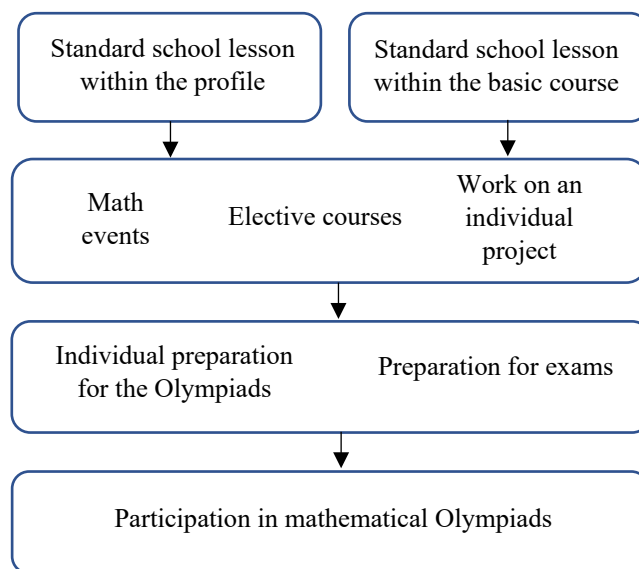 Standard school lesson
within the profile
Standard school lesson
within the basic course
Math
events
Elective courses
Work on an
individual
project
Individual preparation
for the Olympiads
Preparation for exams
Participation in mathematical Olympiads